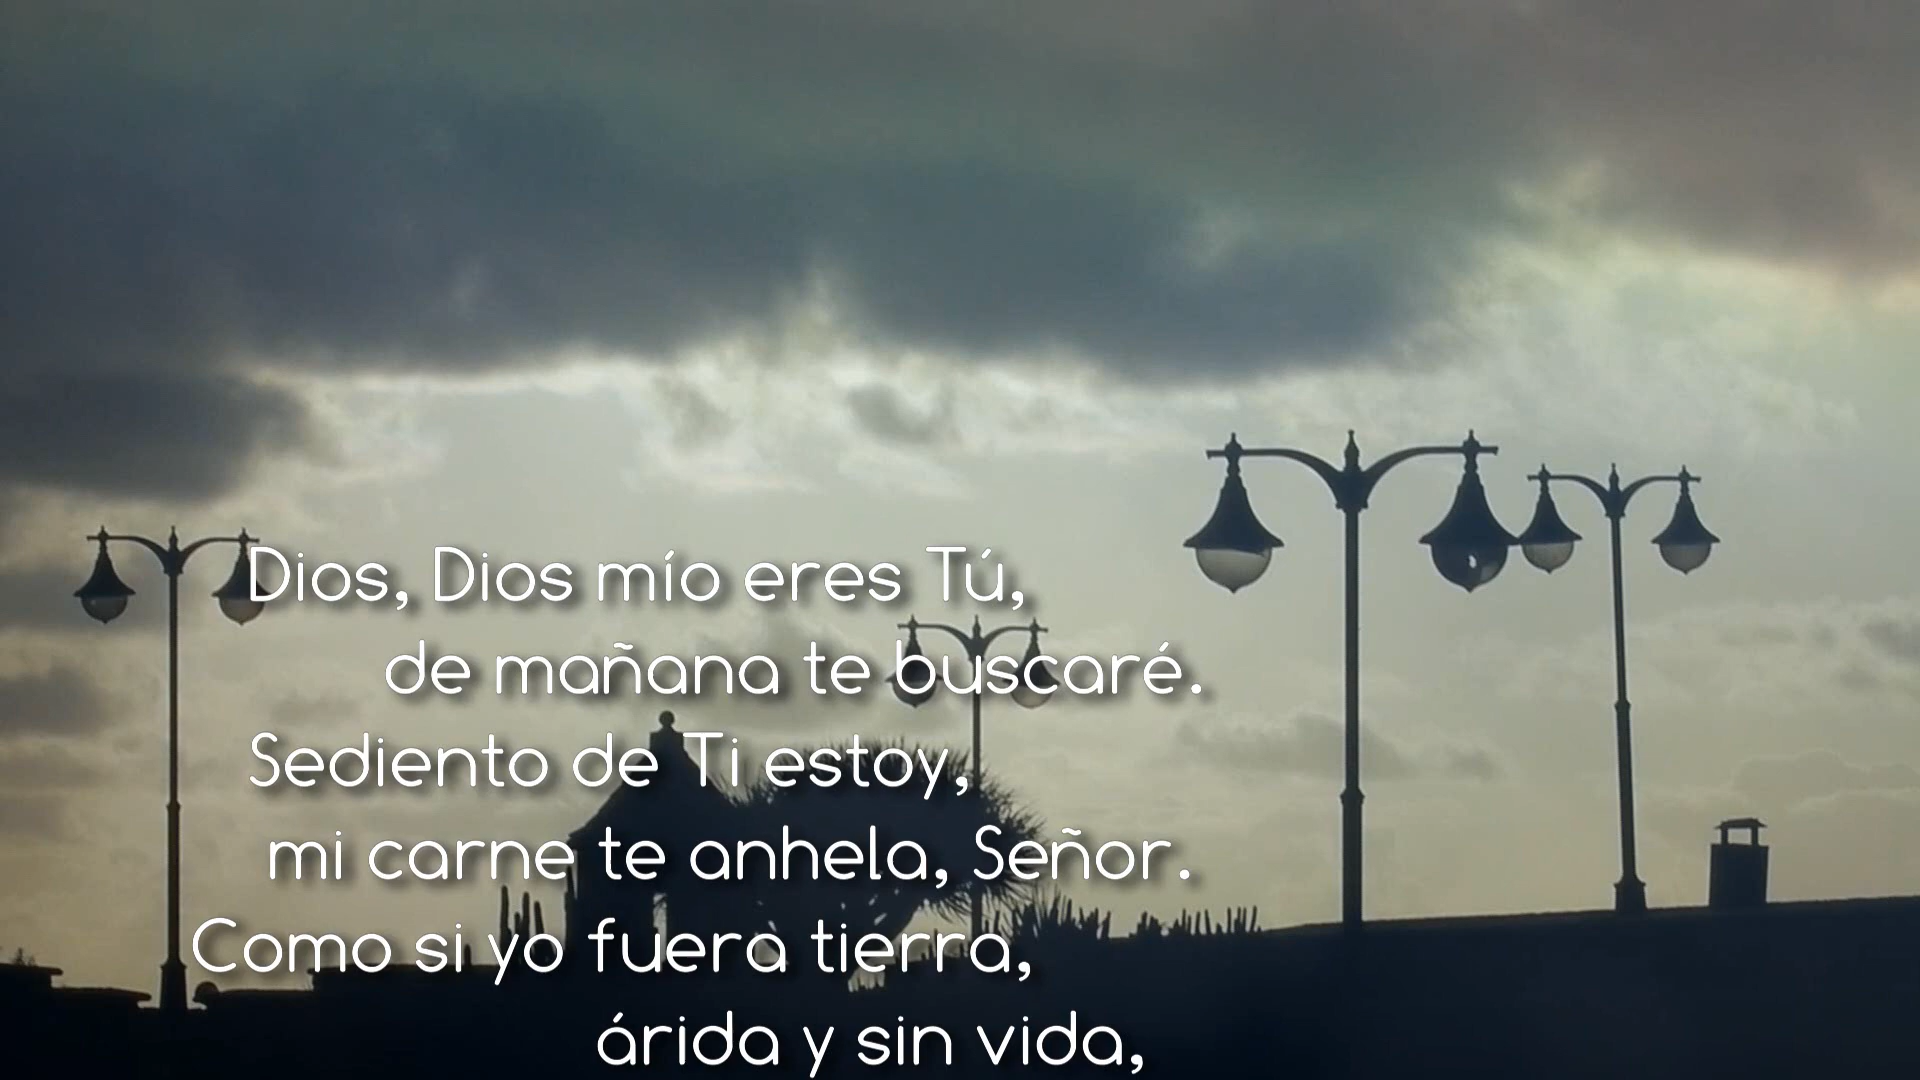 Dios, Dios mío eres Tú,
de mañana te buscaré.
Sediento de Ti estoy,
mi carne te anhela, Señor.
Como si yo fuera tierra,
árida y sin vida,